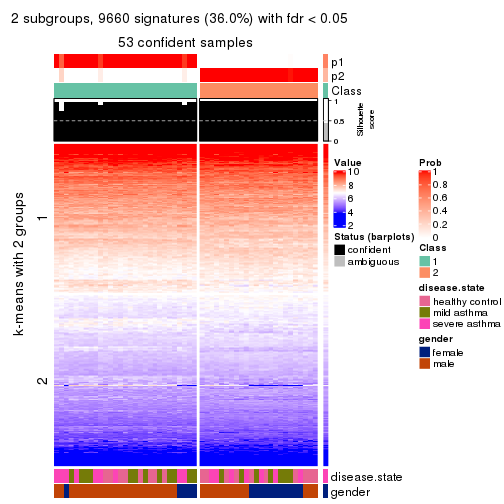 2 subgroups, 9660 signatures (36.0%) with fdr < 0.05
53 confident samples
p1
p2
Class
1
0.5
0
Silhouette
score
k-means with 2 groups
1
2
Value
10
8
6
4
2
Status (barplots)
confident
ambiguous
Prob
1
0.8
0.6
0.4
0.2
0
Class
1
2
disease.state
healthy control
mild asthma
severe asthma
gender
female
male
disease.state
gender